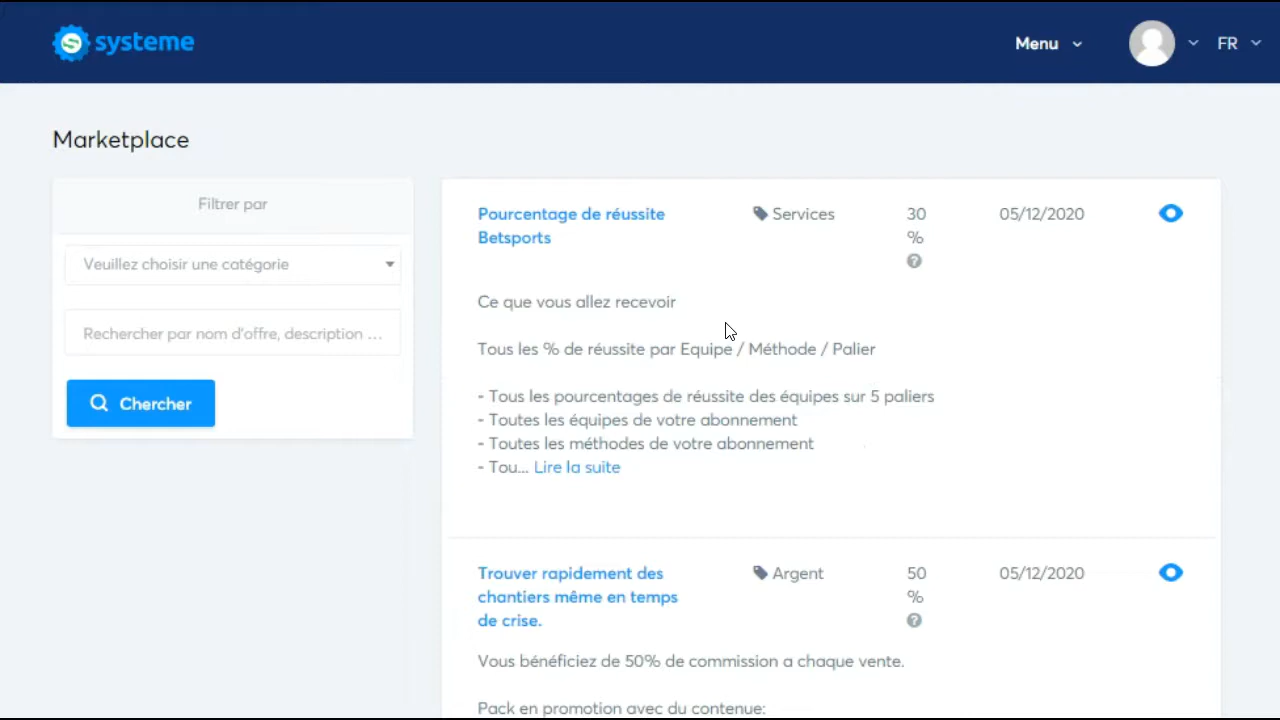 systeme
Menu
FR
Marketplace
Filtrer par
Veuillez choisir une catégorie
Rechercher par nom d'offre, description ...
Chercher
Pourcentage de réussite
Betsports
Services
30
%
?
05/12/2020
Ce que vous allez recevoir
Tous les % de réussite par Equipe / Méthode / Palier
- Tous les pourcentages de réussite des équipes sur 5 paliers
- Toutes les équipes de votre abonnement
- Toutes les méthodes de votre abonnement
- Tou... Lire la suite
Trouver rapidement des
chantiers même en temps
de crise.
Argent
50
%
?
05/12/2020
Vous bénéficiez de 50% de commission a chaque vente.
Pack en promotion avec du contenue: